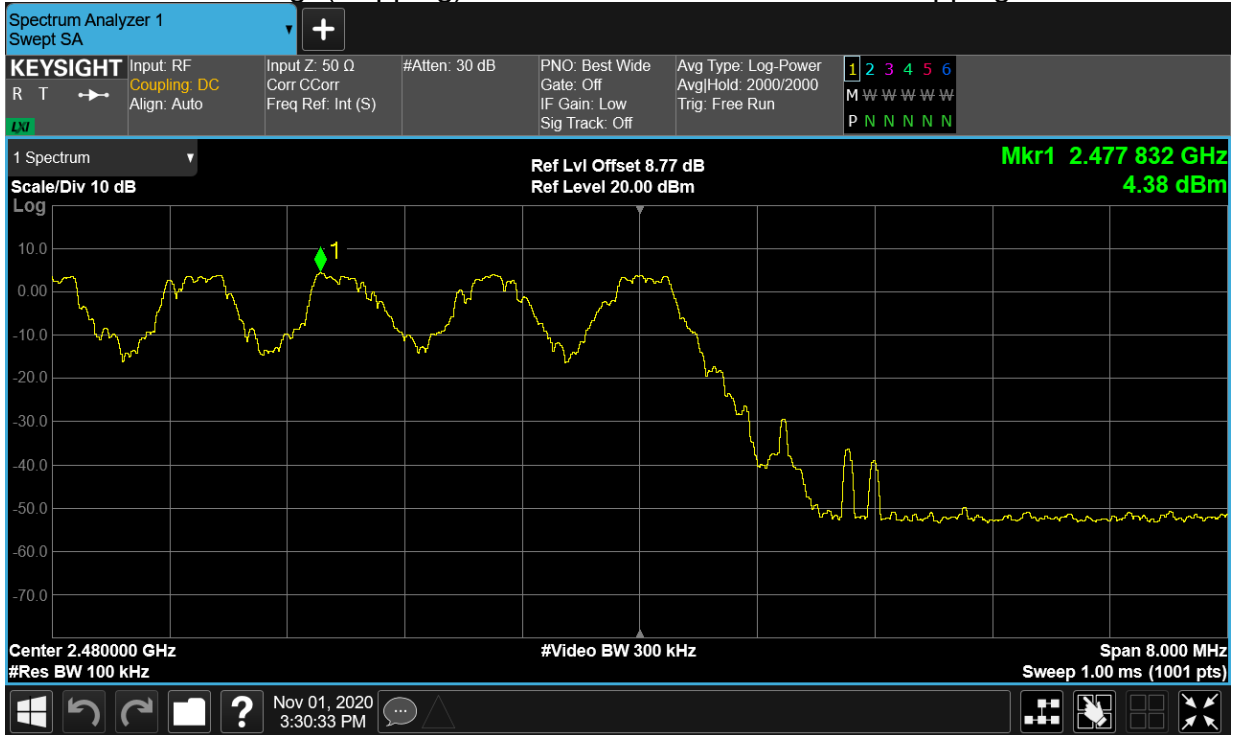 Spectrum Analyzer 1
Swept SA
+
KEYSIGHT
R T
LXI
Input: RF
Coupling: DC
Align: Auto
Input Z: 50 Ω
Corr CCorr
Freq Ref: Int (S)
#Atten: 30 dB
PNO: Best Wide
Gate: Off
IF Gain: Low
Sig Track: Off
Avg Type: Log-Power
Avg|Hold: 2000/2000
Trig: Free Run
1 2 3 4 5 6
M W W W W W
P N N N N N
1 Spectrum
Scale/Div 10 dB
Log
Ref Lvl Offset 8.77 dB
Ref Level 20.00 dBm
Mkr1 2.477 832 GHz
4.38 dBm
1
10.0
0.00
-10.0
-20.0
-30.0
-40.0
-50.0
-60.0
-70.0
Center 2.480000 GHz
#Res BW 100 kHz
#Video BW 300 kHz
Span 8.000 MHz
Sweep 1.00 ms (1001 pts)
?
Nov 01, 2020
3:30:33 PM